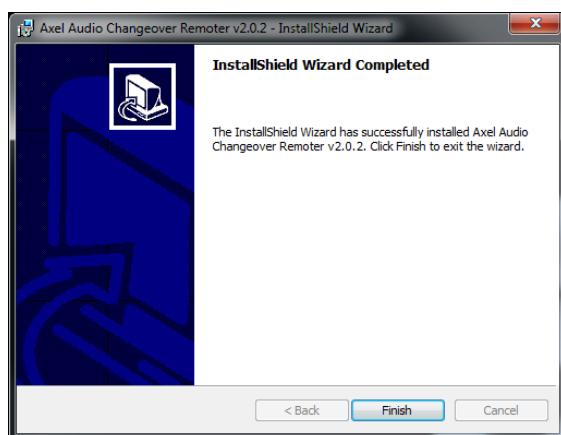 Axel Audio Changeover Remoter v2.0.2 - InstallShield Wizard
InstallShield Wizard Completed
The InstallShield Wizard has successfully installed Axel Audio
Changeover Remoter v2.0.2. Click Finish to exit the wizard.
< Back Finish Cancel